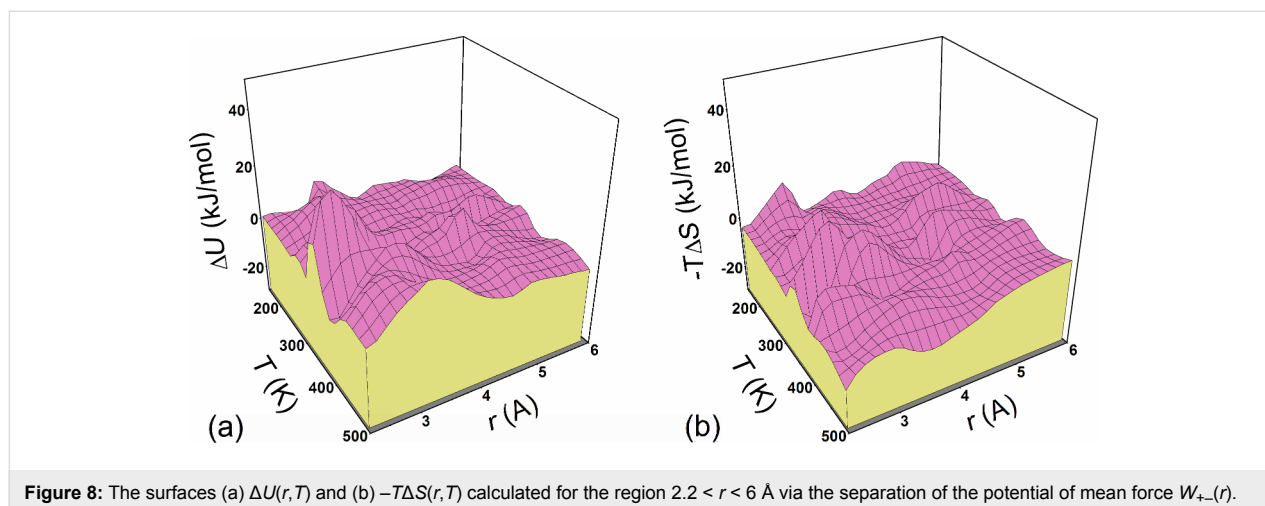 40
20
0
-20
ΔU (kJ/mol)
200
300
400
500
T (K)
3
4
5
6
r (A)
(a)
40
20
0
-20
-TΔS (kJ/mol)
200
300
400
500
T (K)
3
4
5
6
r (A)
(b)
Figure 8: The surfaces (a) ΔU(r,T) and (b) –TΔS(r,T) calculated for the region 2.2 < r < 6 Å via the separation of the potential of mean force W+–(r).